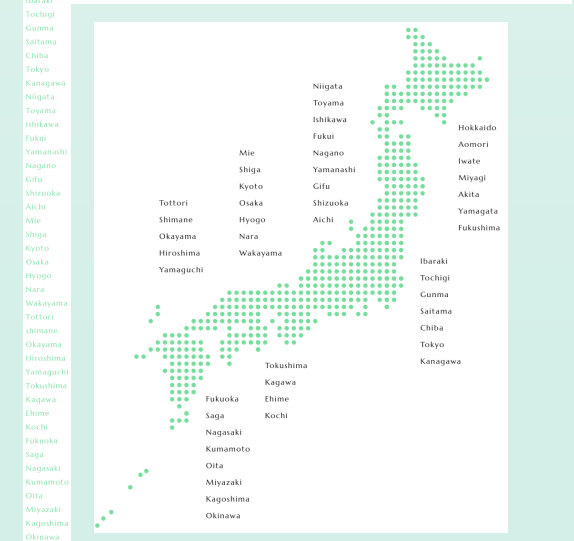 Ibaraki
Tochigi
Gunma
Saitama
Chiba
Tokyo
Kanagawa
Niigata
Toyama
Ishikawa
Fukui
Yamanashi
Nagano
Gifu
Shizuoka
Aichi
Mie
Shiga
Kyoto
Osaka
Hyogo
Nara
Wakayama
Tottori
shimane
Okayama
Hiroshima
Yamaguchi
Tokushima
Kagawa
Ehime
Kochi
Fukuoka
Saga
Nagasaki
Kumamoto
Oita
Miyazaki
Kagoshima
Okinawa
Tottori
Shimane
Okayama
Hiroshima
Yamaguchi
Mie
Shiga
Kyoto
Osaka
Hyogo
Nara
Wakayama
Niigata
Toyama
Ishikawa
Fukui
Nagano
Yamanashi
Gifu
Shizuoka
Aichi
Hokkaido
Aomori
Iwate
Miyagi
Akita
Yamagata
Fukushima
Ibaraki
Tochigi
Gunma
Saitama
Chiba
Tokyo
Kanagawa
Tokushima
Kagawa
Ehime
Kochi
Fukuoka
Saga
Nagasaki
Kumamoto
Oita
Miyazaki
Kagoshima
Okinawa